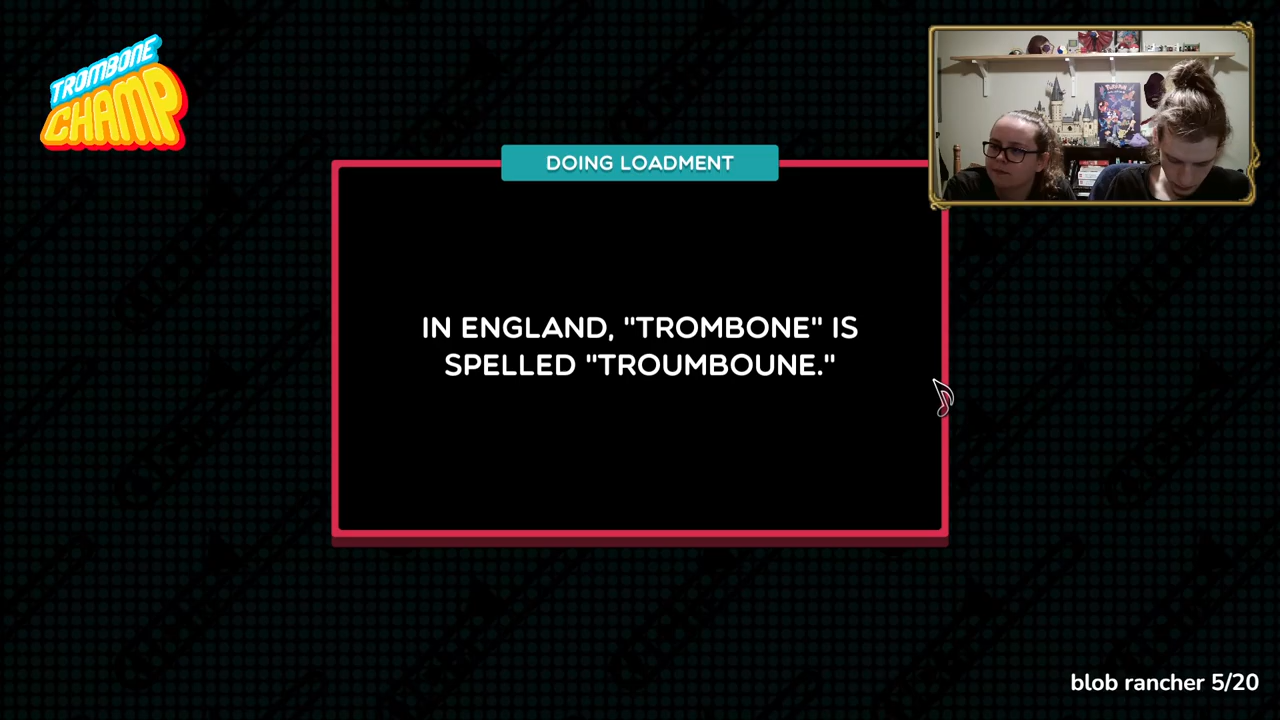 TROMBONE
CHAMP
DOING LOADMENT
IN ENGLAND, "TROMBONE" IS
SPELLED "TROUMBOUNE."
blob rancher 5/20